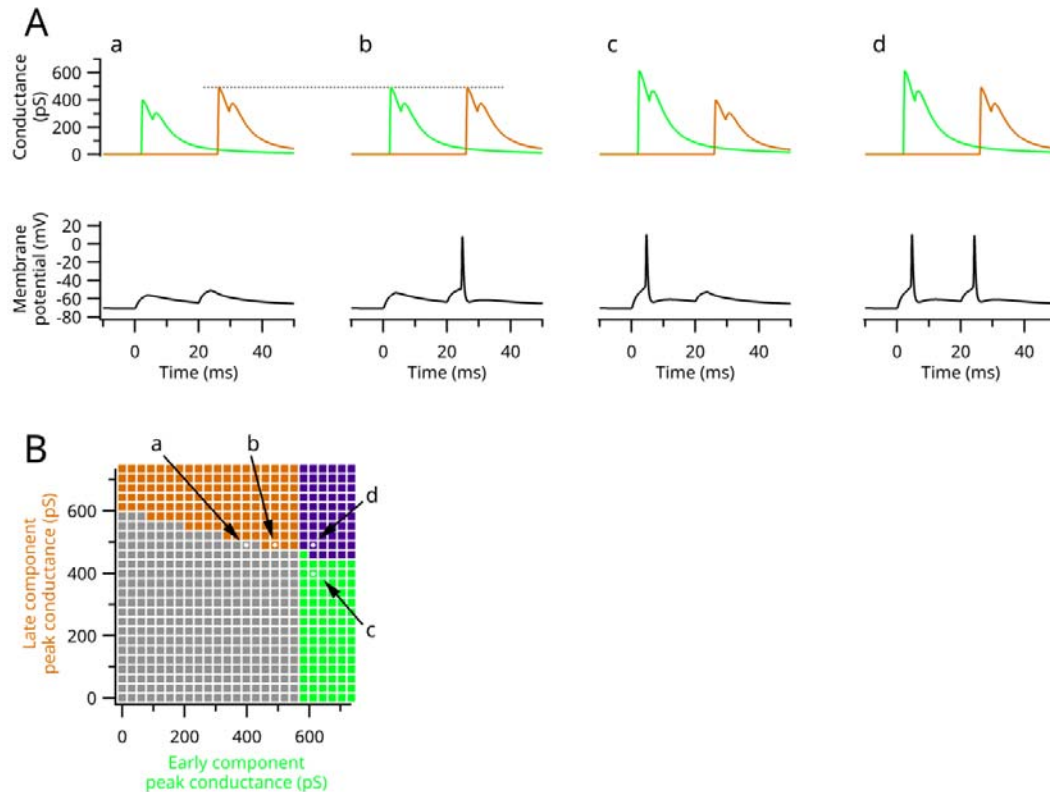 A
a b c d
Conductance
(pS)
600
400
200
0
Membrane
potential (mV)
20
0
-20
-40
-60
-80
0 20 40
Time (ms)
0 20 40
Time (ms)
0 20 40
Time (ms)
0 20 40
Time (ms)
B
a b
d
c
Late component
peak conductance (pS)
600
400
200
0
0 200 400 600
Early component
peak conductance (pS)